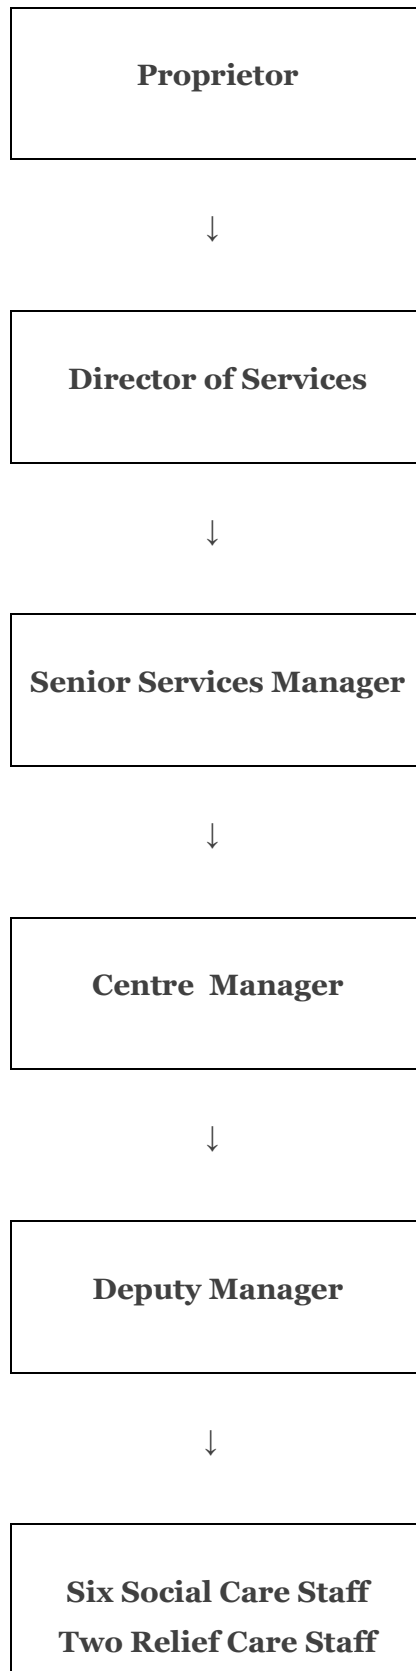 Proprietor
↓
Director of Services
↓
Senior Services Manager
↓
Centre  Manager
↓
Deputy Manager
↓
Six Social Care Staff
Two Relief Care Staff